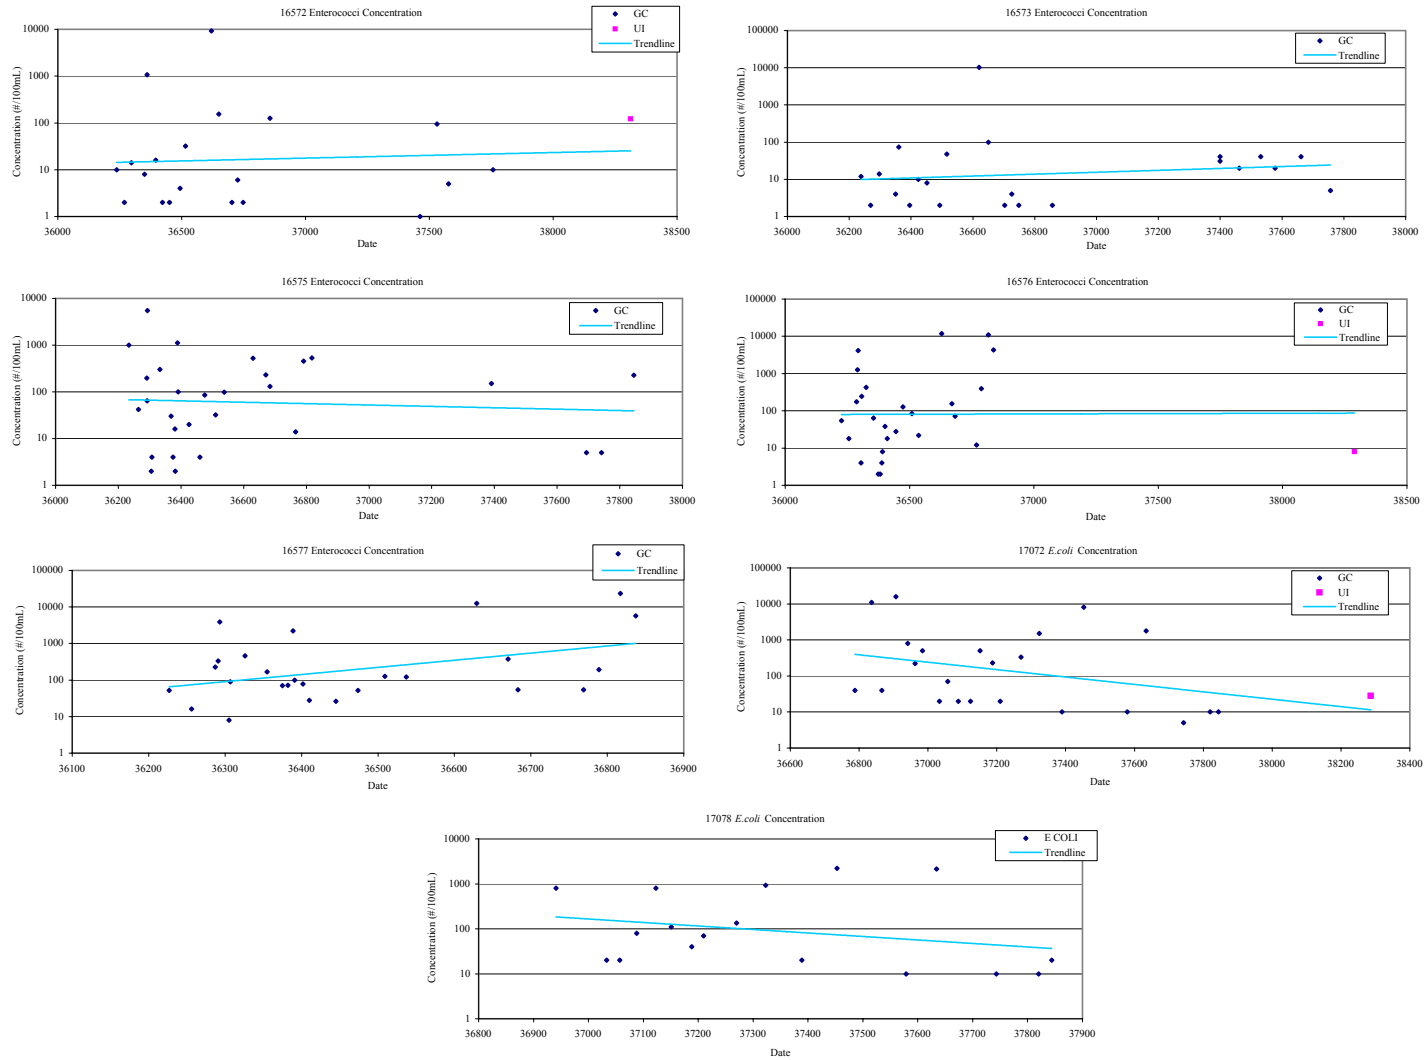 16572 Enterococci Concentration
GC
UI
Trendline
Concentration (#/100mL)
10000
1000
100
10
1
36000 36500 37000 37500 38000 38500
Date
16573 Enterococci Concentration
GC
Trendline
Concentration (#/100mL)
100000
10000
1000
100
10
1
36000 36200 36400 36600 36800 37000 37200 37400 37600 37800 38000
Date
16575 Enterococci Concentration
GC
Trendline
Concentration (#/100mL)
10000
1000
100
10
1
36000 36200 36400 36600 36800 37000 37200 37400 37600 37800 38000
Date
16576 Enterococci Concentration
GC
UI
Trendline
Concentration (#/100mL)
100000
10000
1000
100
10
1
36000 36500 37000 37500 38000 38500
Date
16577 Enterococci Concentration
GC
Trendline
Concentration (#/100mL)
100000
10000
1000
100
10
1
36100 36200 36300 36400 36500 36600 36700 36800 36900
Date
17072 E.coli Concentration
GC
UI
Trendline
Concentration (#/100mL)
100000
10000
1000
100
10
1
36600 36800 37000 37200 37400 37600 37800 38000 38200 38400
Date
17078 E.coli Concentration
E COLI
Trendline
Concentration (#/100mL)
10000
1000
100
10
1
36800 36900 37000 37100 37200 37300 37400 37500 37600 37700 37800 37900
Date